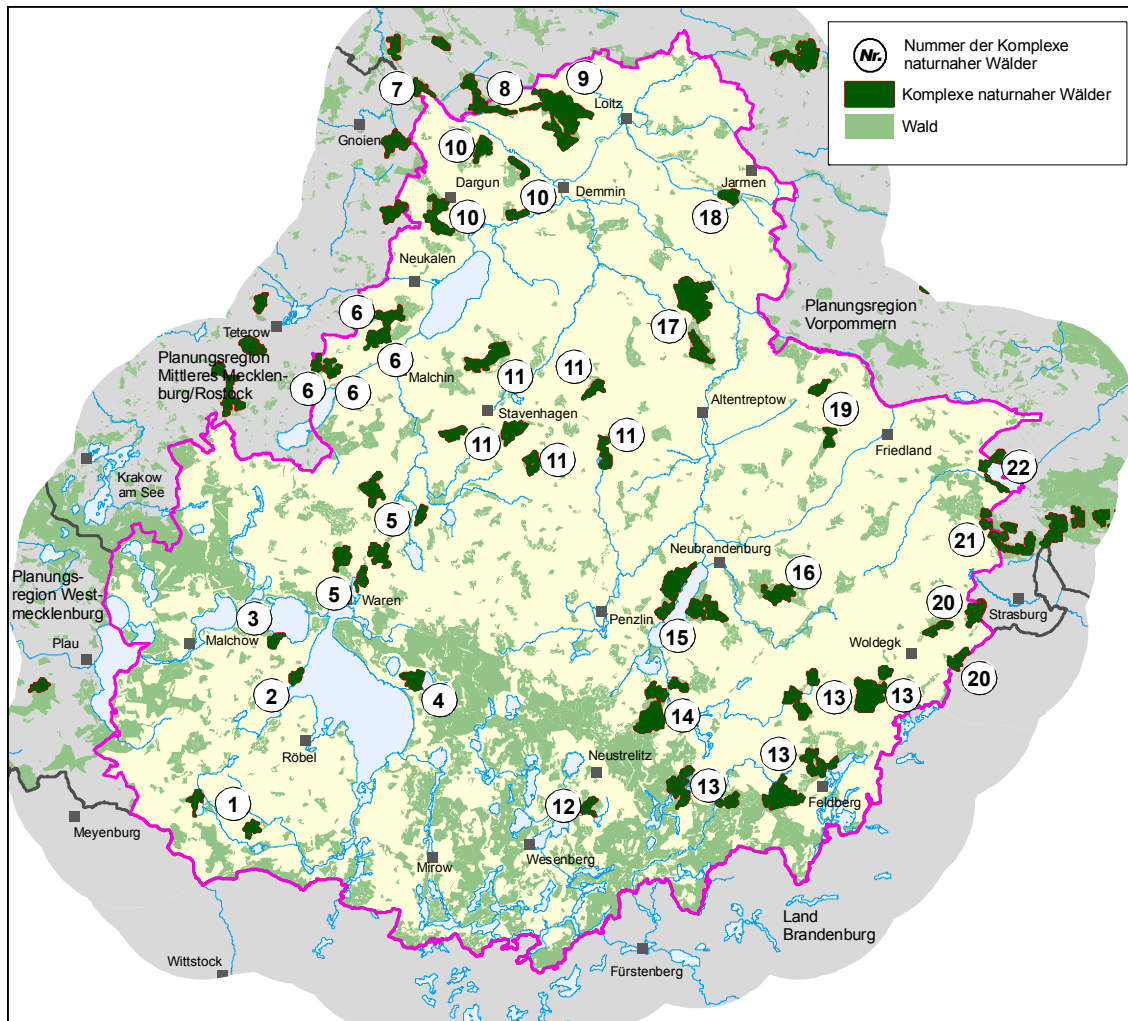 Nr.
Nummer der Komplexe
naturnaher Wälder
Komplexe naturnaher Wälder
Wald
7
8
9
Loitz
Gnoien
10
Jarmen
Dargun
10
Demmin
10
18
Neukalen
Planungsregion
Vorpommern
6
Teterow
17
Planungsregion
Mittleres Mecklen-
burg/Rostock
6
Malchin
11
11
6
6
Stavenhagen
Altentreptow
19
11
11
11
Friedland
Krakow
am See
22
5
21
Neubrandenburg
Planungs-
region West-
mecklenburg
16
5
Waren
20
Strasburg
3
Penzlin
Malchow
15
Woldegk
Plau
20
2
4
13
13
14
Röbel
Neustrelitz
13
13
Feldberg
1
12
Meyenburg
Wesenberg
Mirow
Land
Brandenburg
Wittstock
Fürstenberg